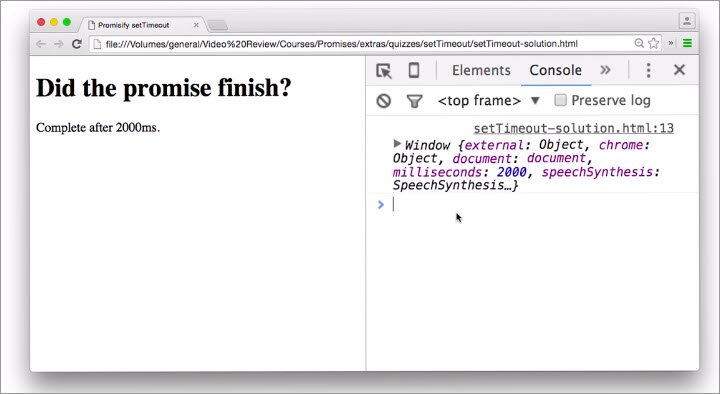 Promisify setTimeout
file:///Volumes/general/Video%20Review/Courses/Promises/extras/quizzes/setTimeout/setTimeout-solution.html
Did the promise finish?
Complete after 2000ms.
Elements Console
<top frame> Preserve log
setTimeout-solution.html:13
Window {external: Object, chrome:
Object, document: document,
milliseconds: 2000, speechSynthesis:
SpeechSynthesis…}